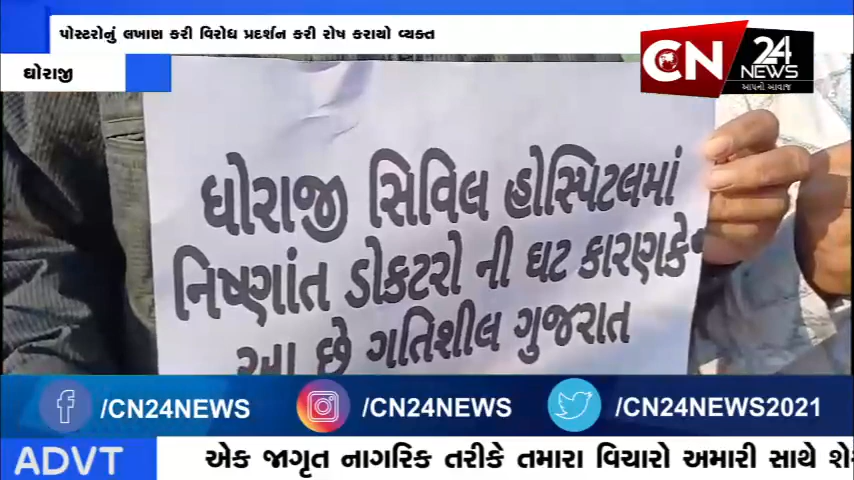 પોસ્ટરોનું લખાણ કરી વિરોધ પ્રદર્શન કરી રોષ કરાયો વ્યક્ત
ધોરાજી
CN 24 NEWS
આપનો અવાજ
ધોરાજી સિવિલ હોસ્પિટલમાં
નિષ્ણાંત ડોકટરો ની ઘટ કારણકે
આ છે ગતિશીલ ગુજરાત
/CN24NEWS /CN24NEWS /CN24NEWS2021
ADVT એક જાગૃત નાગરિક તરીકે તમારા વિચારો અમારી સાથે